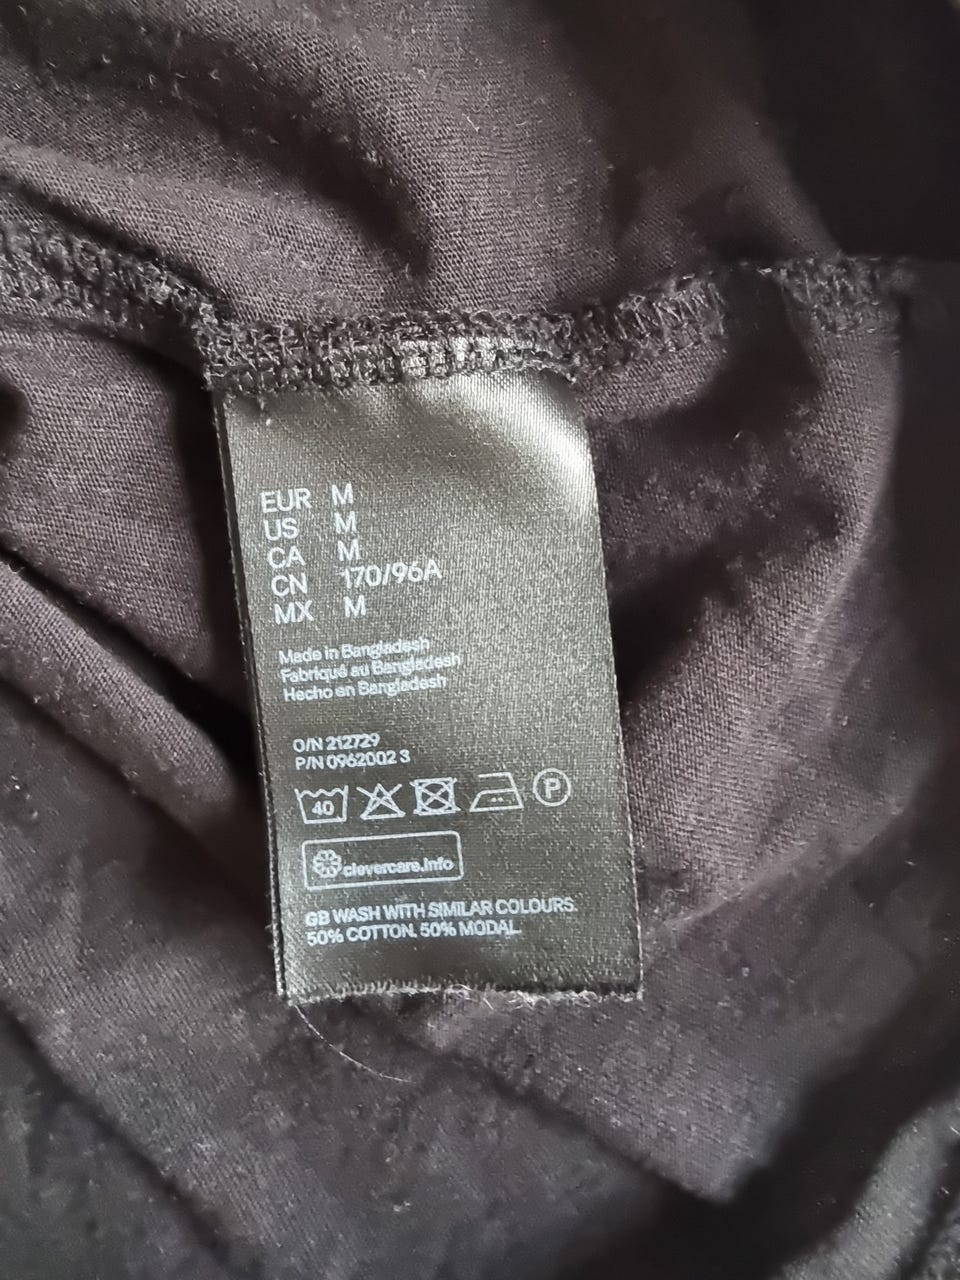 EUR M
US M
CA M
CN 170/96A
MX M
Made in Bangladesh
Fabriqué au Bangladesh
Hecho en Bangladesh
O/N 212729
P/N 0962002 3
40 P
clevercare.info
GB WASH WITH SIMILAR COLOURS.
50% COTTON. 50% MODAL